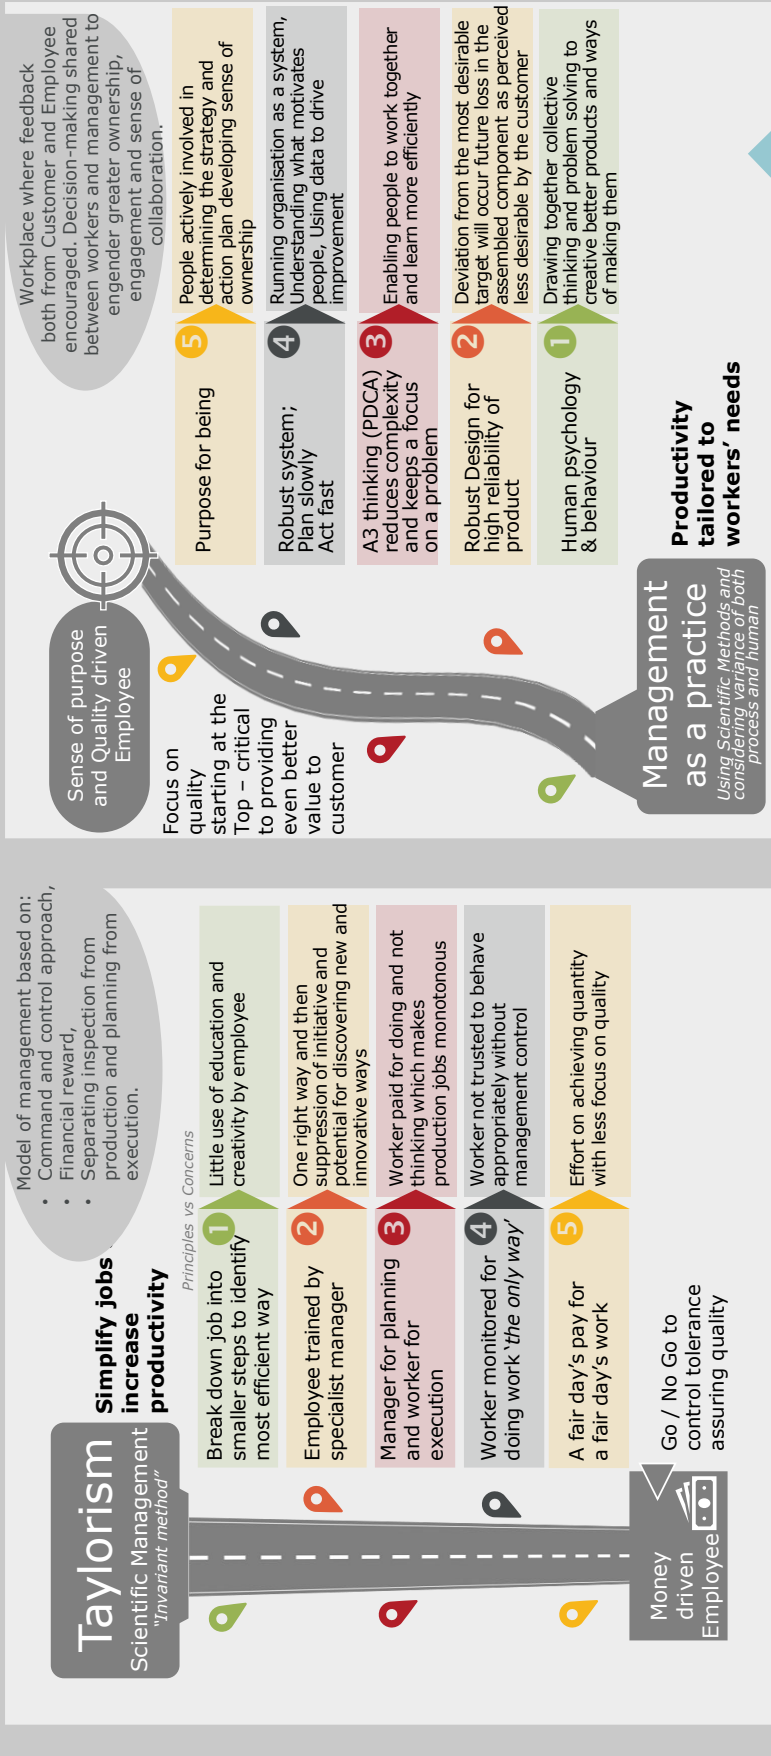 Taylorism
Scientific Management
"Invariant method"
Simplify jobs
increase
productivity
Model of management based on:
• Command and control approach,
• Financial reward,
• Separating inspection from
production and planning from
execution.
Principles vs Concerns
Break down job into
smaller steps to identify
most efficient way
1
Little use of education and
creativity by employee
Employee trained by
specialist manager
2
One right way and then
suppression of initiative and
potential for discovering new and
innovative ways
Manager for planning
and worker for
execution
3
Worker paid for doing and not
thinking which makes
production jobs monotonous
Worker monitored for
doing work ‘the only way’
4
Worker not trusted to behave
appropriately without
management control
A fair day’s pay for
a fair day’s work
5
Effort on achieving quantity
with less focus on quality
Money
driven
Employee
Go / No Go to
control tolerance
assuring quality
Sense of purpose
and Quality driven
Employee
Workplace where feedback
both from Customer and Employee
encouraged. Decision-making shared
between workers and management to
engender greater ownership,
engagement and sense of
collaboration.
Focus on
quality
starting at the
Top – critical
to providing
even better
value to
customer
Purpose for being
5
People actively involved in
determining the strategy and
action plan developing sense of
ownership
Robust system;
Plan slowly
Act fast
4
Running organisation as a system,
Understanding what motivates
people, Using data to drive
improvement
A3 thinking (PDCA)
reduces complexity
and keeps a focus
on a problem
3
Enabling people to work together
and learn more efficiently
Robust Design for
high reliability of
product
2
Deviation from the most desirable
target will occur future loss in the
assembled component as perceived
less desirable by the customer
Human psychology
& behaviour
1
Drawing together collective
thinking and problem solving to
creative better products and ways
of making them
Management
as a practice
Using Scientific Methods and
considering variance of both
process and human
Productivity
tailored to
workers’ needs